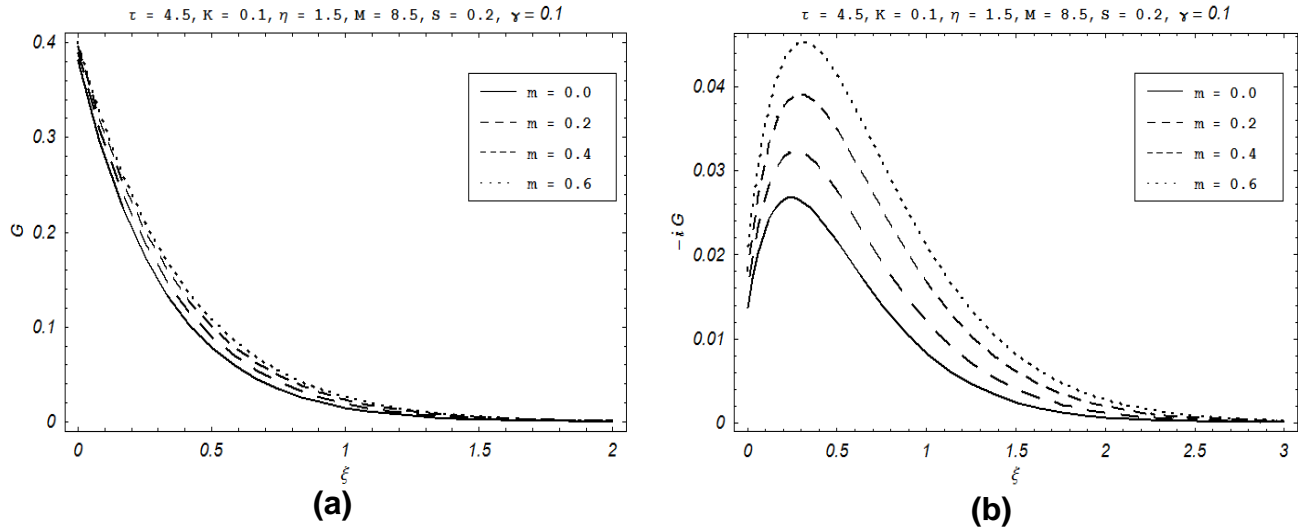 τ = 4.5, K = 0.1, η = 1.5, M = 8.5, S = 0.2, γ = 0.1
0.4
0.3
0.2
0.1
0
G
m = 0.0
m = 0.2
m = 0.4
m = 0.6
0 0.5 1 1.5 2
ξ
(a)
τ = 4.5, K = 0.1, η = 1.5, M = 8.5, S = 0.2, γ = 0.1
0.04
0.03
0.02
0.01
0
-i G
m = 0.0
m = 0.2
m = 0.4
m = 0.6
0 0.5 1 1.5 2 2.5 3
ξ
(b)